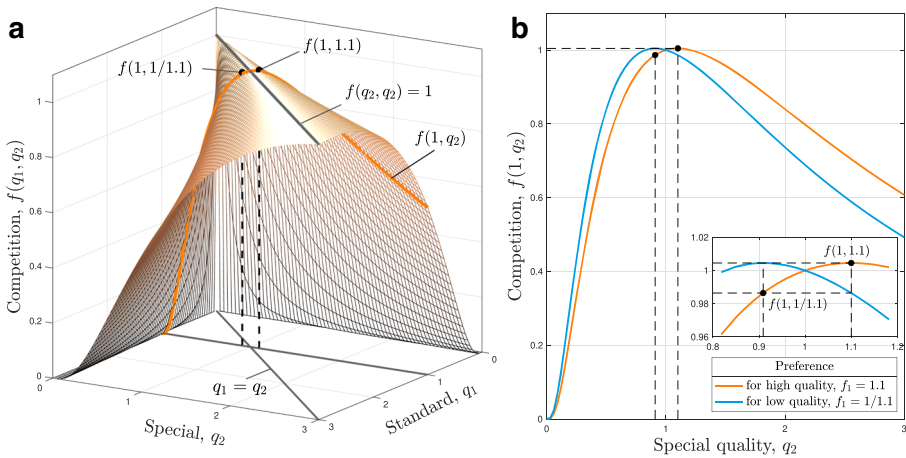 a
f(1, 1.1)
f(1, 1/1.1)
f(q₂, q₂) = 1
f(1, q₂)
Competition, f(q₁, q₂)
1
0.8
0.6
0.4
0.2
0
0
1
2
3
3
2
1
0
q₁ = q₂
Special, q₂
Standard, q₁
b
Competition, f(1, q₂)
1
0.8
0.6
0.4
0.2
0
0
1
2
3
Special quality, q₂
1.02
1
0.98
0.96
0.8
0.9
1
1.1
1.2
f(1, 1.1)
f(1, 1/1.1)
Preference
for high quality, f₁ = 1.1
for low quality, f₁ = 1/1.1